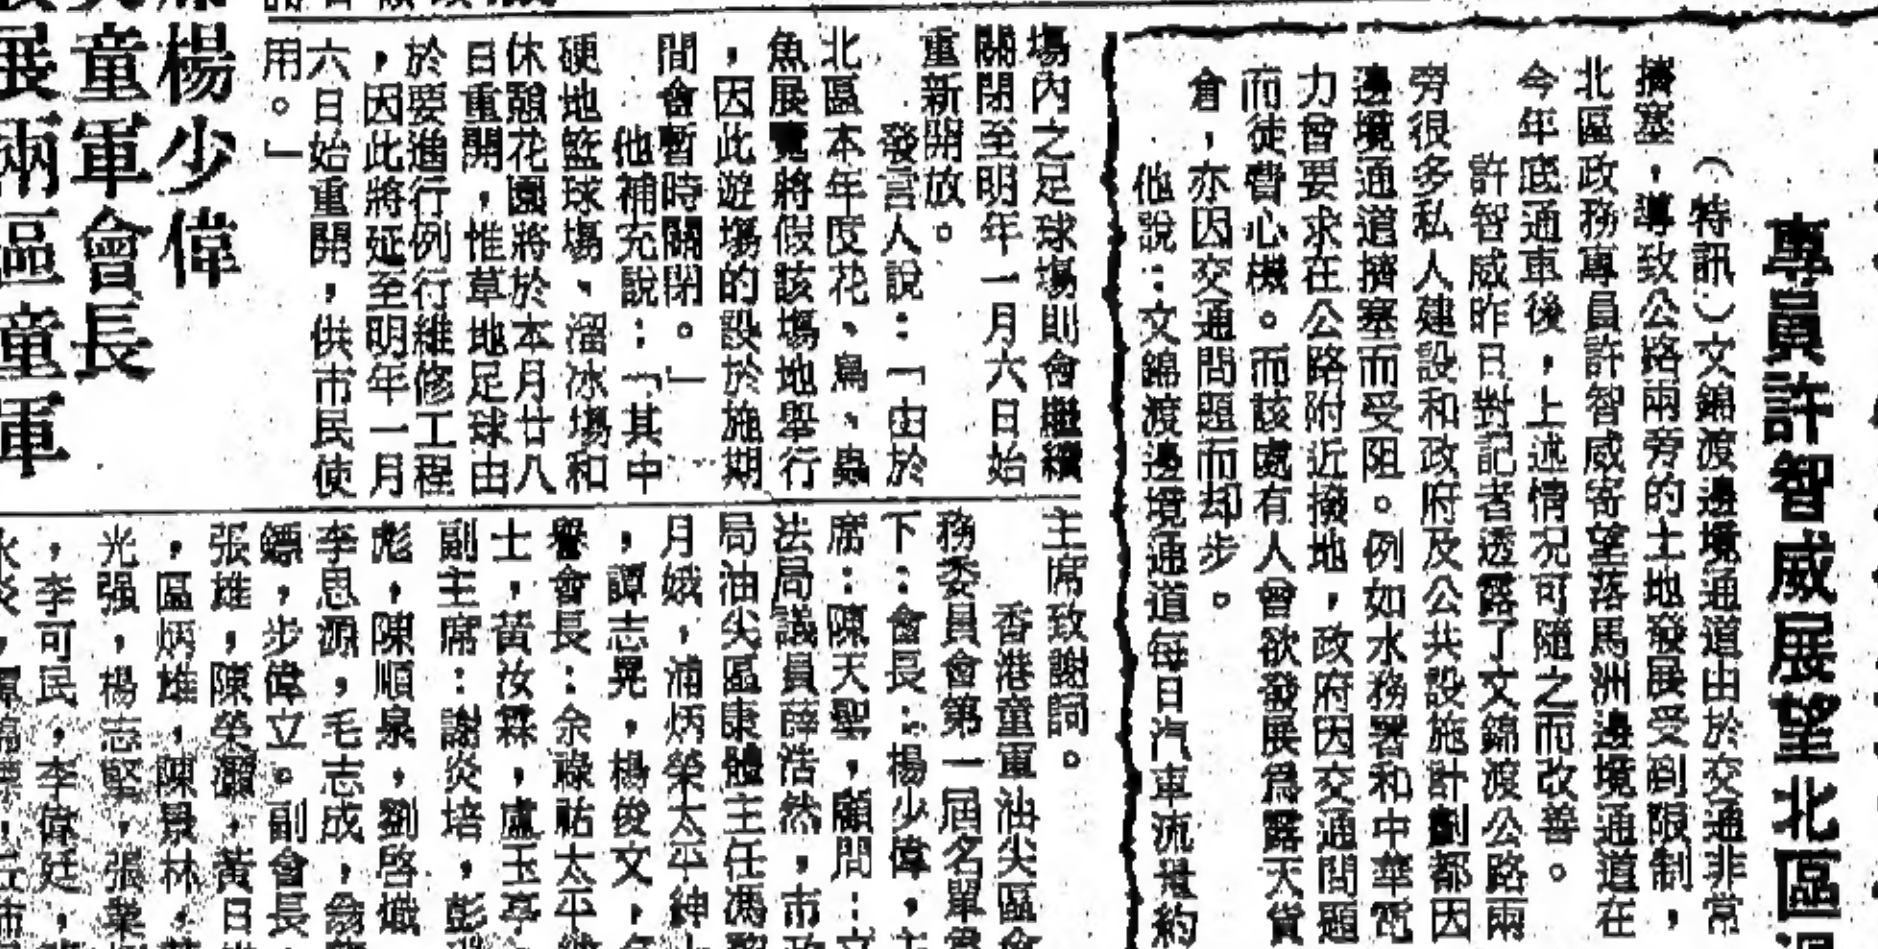 專員許智威展望北區
（特訊）文錦渡邊境通道由於交通非常
擠塞，導致公路兩旁的土地發展受到限制，
北區政務專員許智威寄望落馬洲邊境通道在
今年底通車後，上述情況可隨之而改善。
許智威昨日對記者透露了文錦渡公路兩
旁很多私人建設和政府及公共設施計劃都因
邊境通道擠塞而受阻。例如水務署和中華電
力曾要求在公路附近撥地，政府因交通問題
而徒費心機。而該處有人曾欲發展為露天貨
倉，亦因交通問題而却步。
他說：文錦渡邊境通道每日汽車流量約
場內之足球場則會繼續
關閉至明年一月六日始
重新開放。
發言人說：「由於
北區本年度花、鳥、蟲
魚展覽將假該場地舉行
，因此遊場的設於施期
間會暫時關閉。」
他補充說：「其中
硬地籃球場、溜冰場和
休憩花園將於本月廿八
日重開，惟草地足球由
於要進行例行維修工程
，因此將延至明年一月
六日始重開，供市民使
用。」
楊少偉
童軍會長
展兩區童軍
主席致謝詞。
香港童軍油尖區會
務委員會第一屆名單
下：會長：楊少偉，主
席：陳天聖，顧問：立
法局議員薛浩然，市政
局油尖區康體主任馮
月娥，浦炳榮太平紳士
，譚志晃，楊俊文，名
譽會長：余祿祐太平紳
士，黃汝霖，盧玉亭，
副主席：謝炎培，彭
彪，陳順泉，劉啓熾
李思源，毛志成，翁
鏢，步偉立。副會長：
張雄，陳榮瀏，黃日
，區炳雄，陳景林，
光强，楊志堅，張業
，李可民，李偉廷，